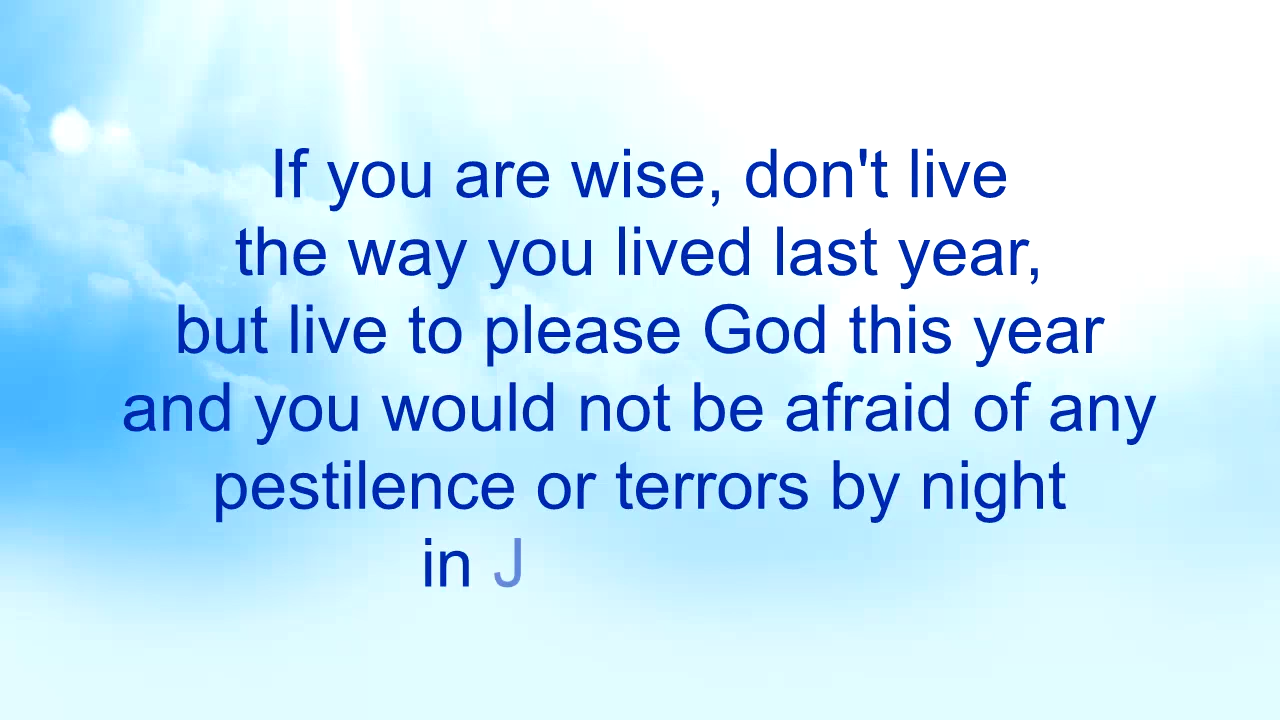 If you are wise, don't live
the way you lived last year,
but live to please God this year
and you would not be afraid of any
pestilence or terrors by night
in J